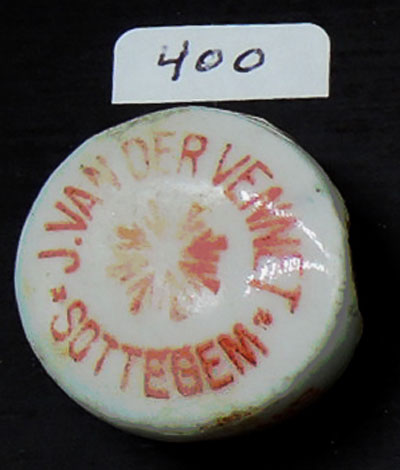 400
J. VAN DER VENNET
* SOTTEGEM *